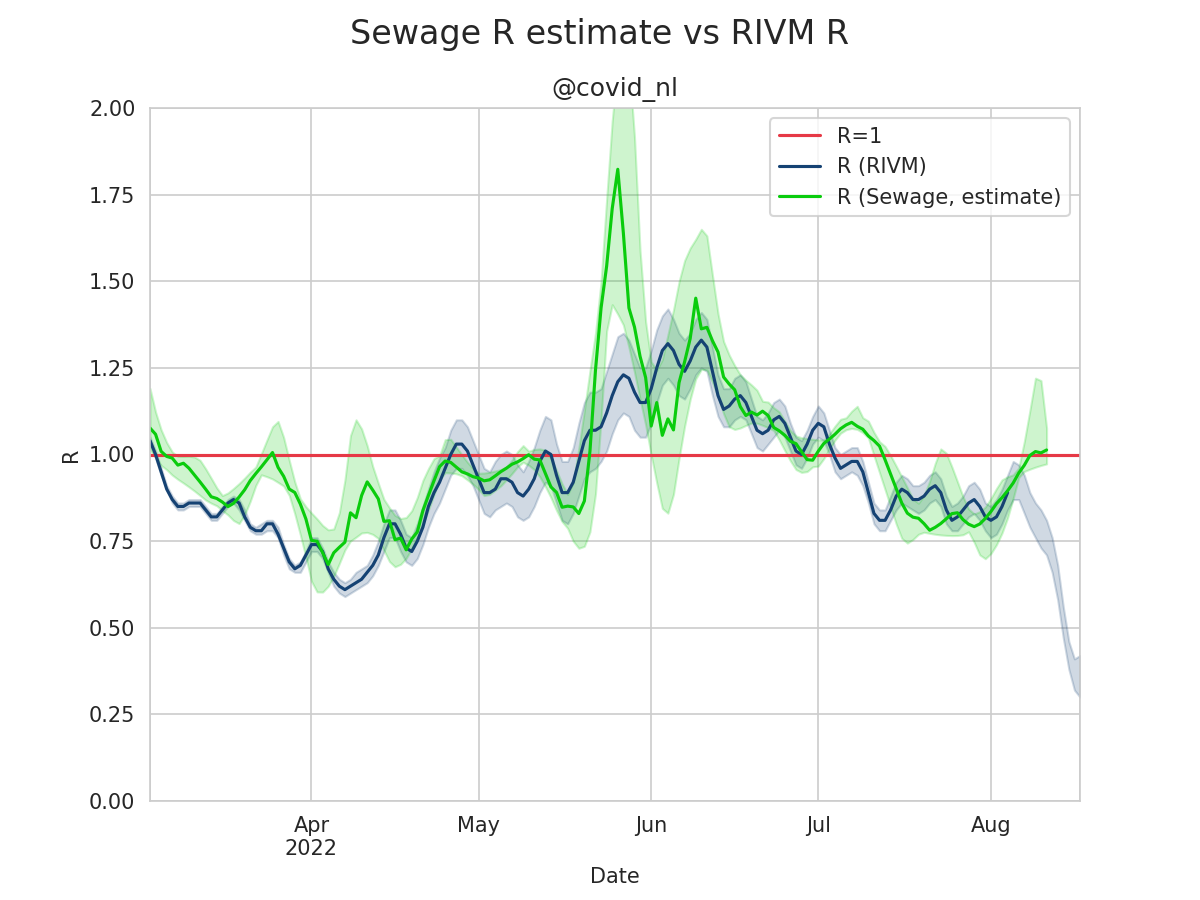 Sewage R estimate vs RIVM R
@covid_nl
R=1
R (RIVM)
R (Sewage, estimate)
2.00
1.75
1.50
1.25
1.00
0.75
0.50
0.25
0.00
R
Apr
2022
May
Jun
Jul
Aug
Date